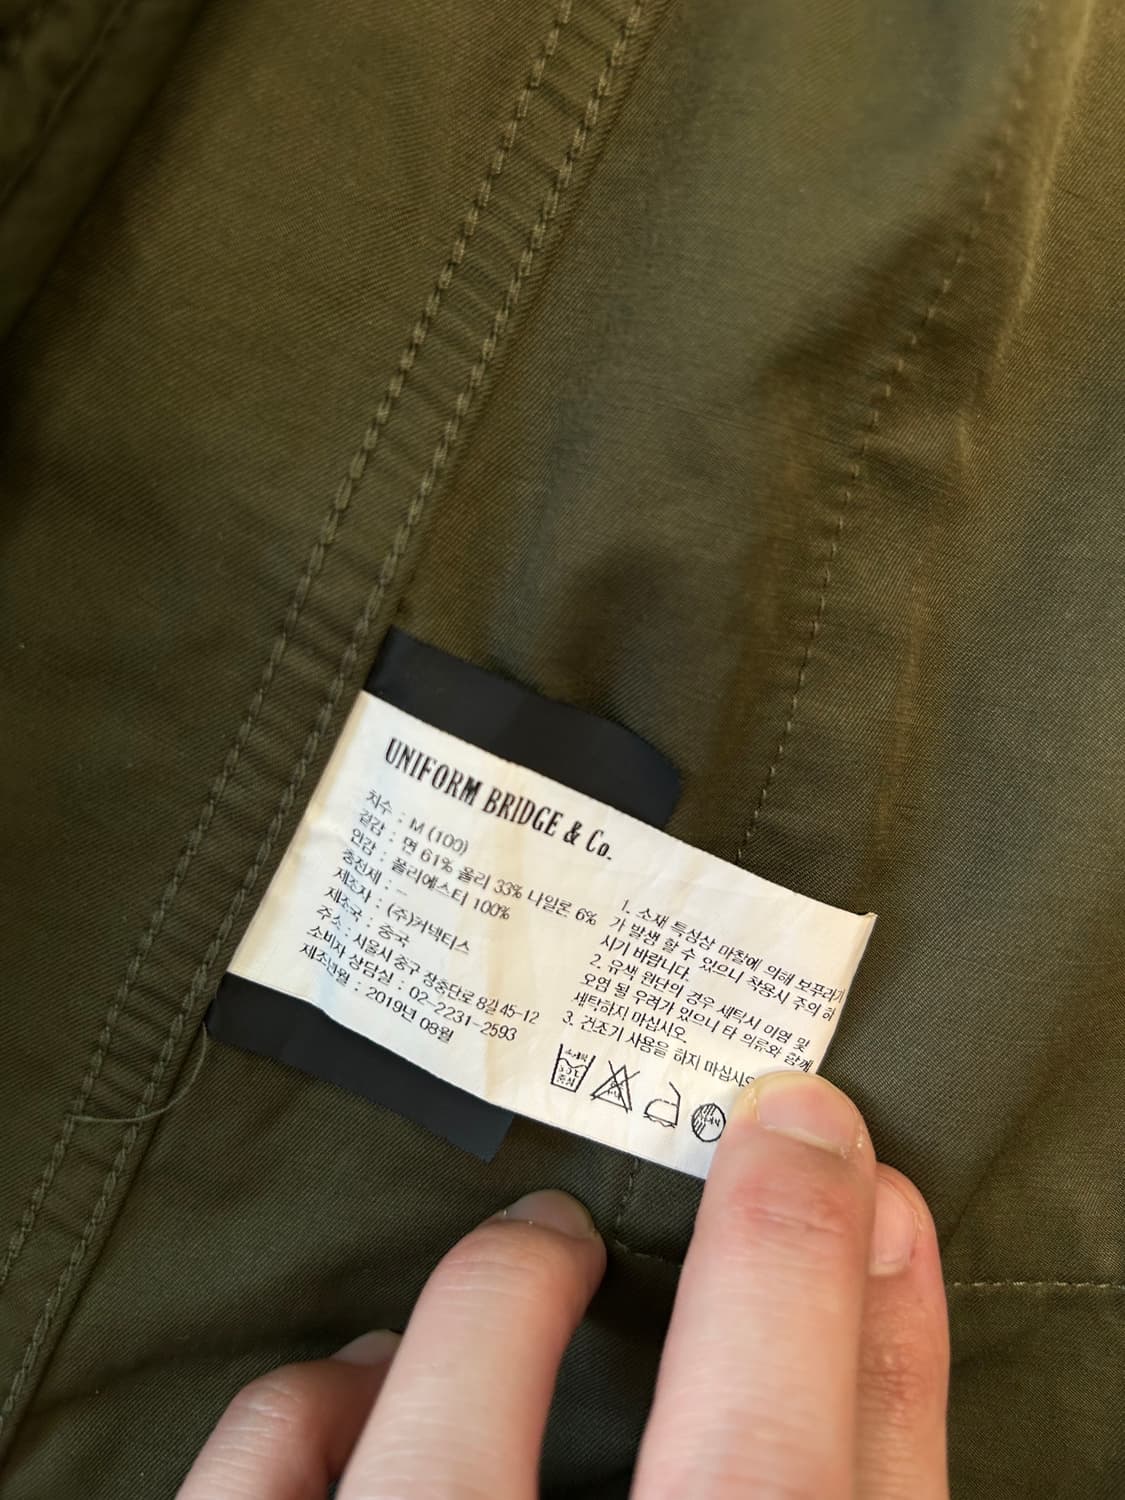 UNIFORM BRIDGE & Co.
치수 : M (100)
겉감 : 면 61% 폴리 33% 나일론 6%
안감 : 폴리에스터 100%
충전재 : –
제조자 : (주)커넥터스
제조국 : 중국
주소 : 서울시 중구 장충단로 8길 45-12
소비자 상담실 : 02-2231-2593
제조년월 : 2019년 08월
1. 소재 특성상 마찰에 의해 보푸라기
가 발생 할 수 있으니 착용시 주의 하
시기 바랍니다.
2. 유색 원단의 경우 세탁시 이염 및
오염 될 우려가 있으니 타 의류와 함께
세탁하지 마십시오
3. 건조기 사용을 하지 마십시오